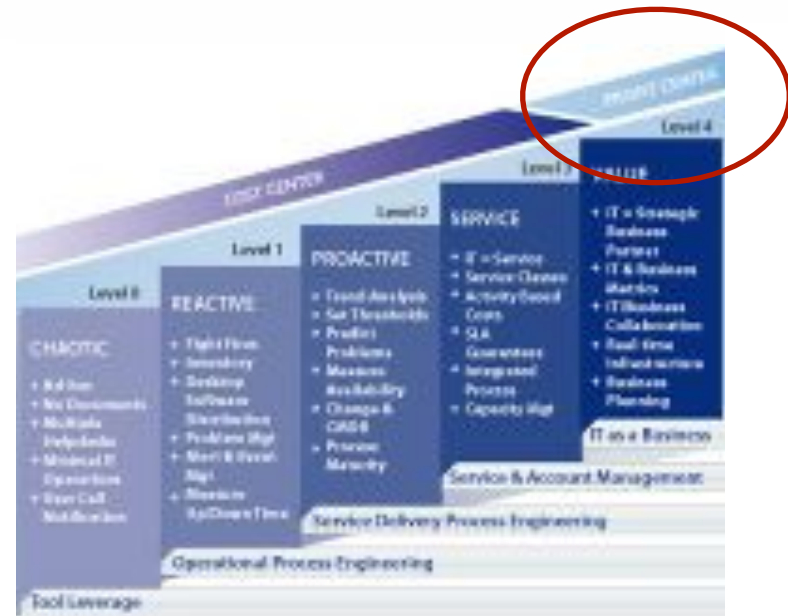 PROFIT CENTER
COST CENTER
Level 4
Level 3
Level 2
Level 1
Level 0
VALUE
+ IT = Strategic
Business
Partner
+ IT & Business
Metrics
+ IT/Business
Collaboration
+ Real-time
Infrastructure
+ Business
Planning
SERVICE
+ IT = Service
+ Service Classes
+ Activity Based
Costs
+ SLA
Guarantees
+ Integrated
Process
+ Capacity Mgt
PROACTIVE
+ Trend Analysis
+ Set Thresholds
+ Predict
Problems
+ Measure
Availability
+ Change &
+ Process
Maturity
REACTIVE
+ Fight Fires
+ Inventory
+ Desktop
Software
Distribution
+ Problem Mgt
+ Alert & Event
Mgt
+ Measure
Up/Down Time
CHAOTIC
+ Ad Hoc
+ No Documents
+ Multiple
Helpdesks
+ Minimal IT
Operations
+ User Call
Notification
IT as a Business
Service & Account Management
Service Delivery Process Engineering
Operational Process Engineering
Tool Leverage